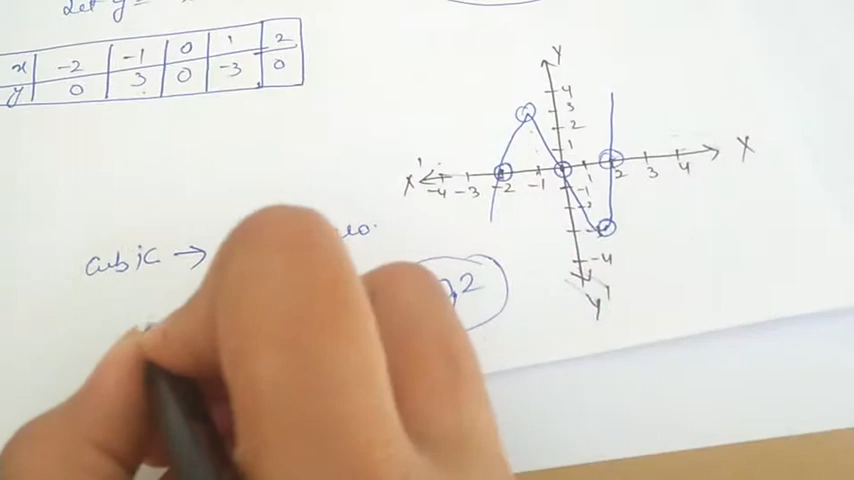 Let y =
x -2 -1 0 1 2
y 0 3 0 -3 0
Y
4
3
2
1
X' -4 -3 -2 -1 1 2 3 4 X
-1
-2
-4
Y'
cubic →
,2